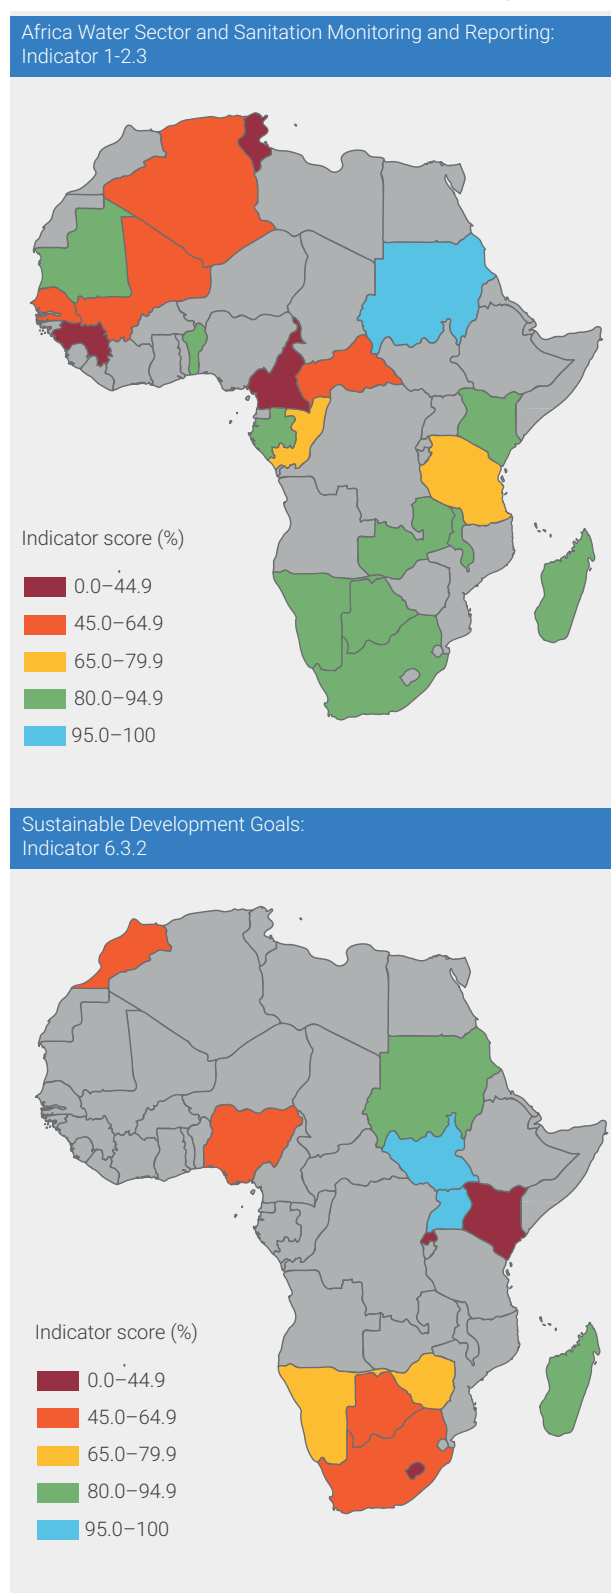 Africa Water Sector and Sanitation Monitoring and Reporting:
Indicator 1-2.3
Indicator score (%)
0.0–44.9
45.0–64.9
65.0–79.9
80.0–94.9
95.0–100
Sustainable Development Goals:
Indicator 6.3.2
Indicator score (%)
0.0–44.9
45.0–64.9
65.0–79.9
80.0–94.9
95.0–100